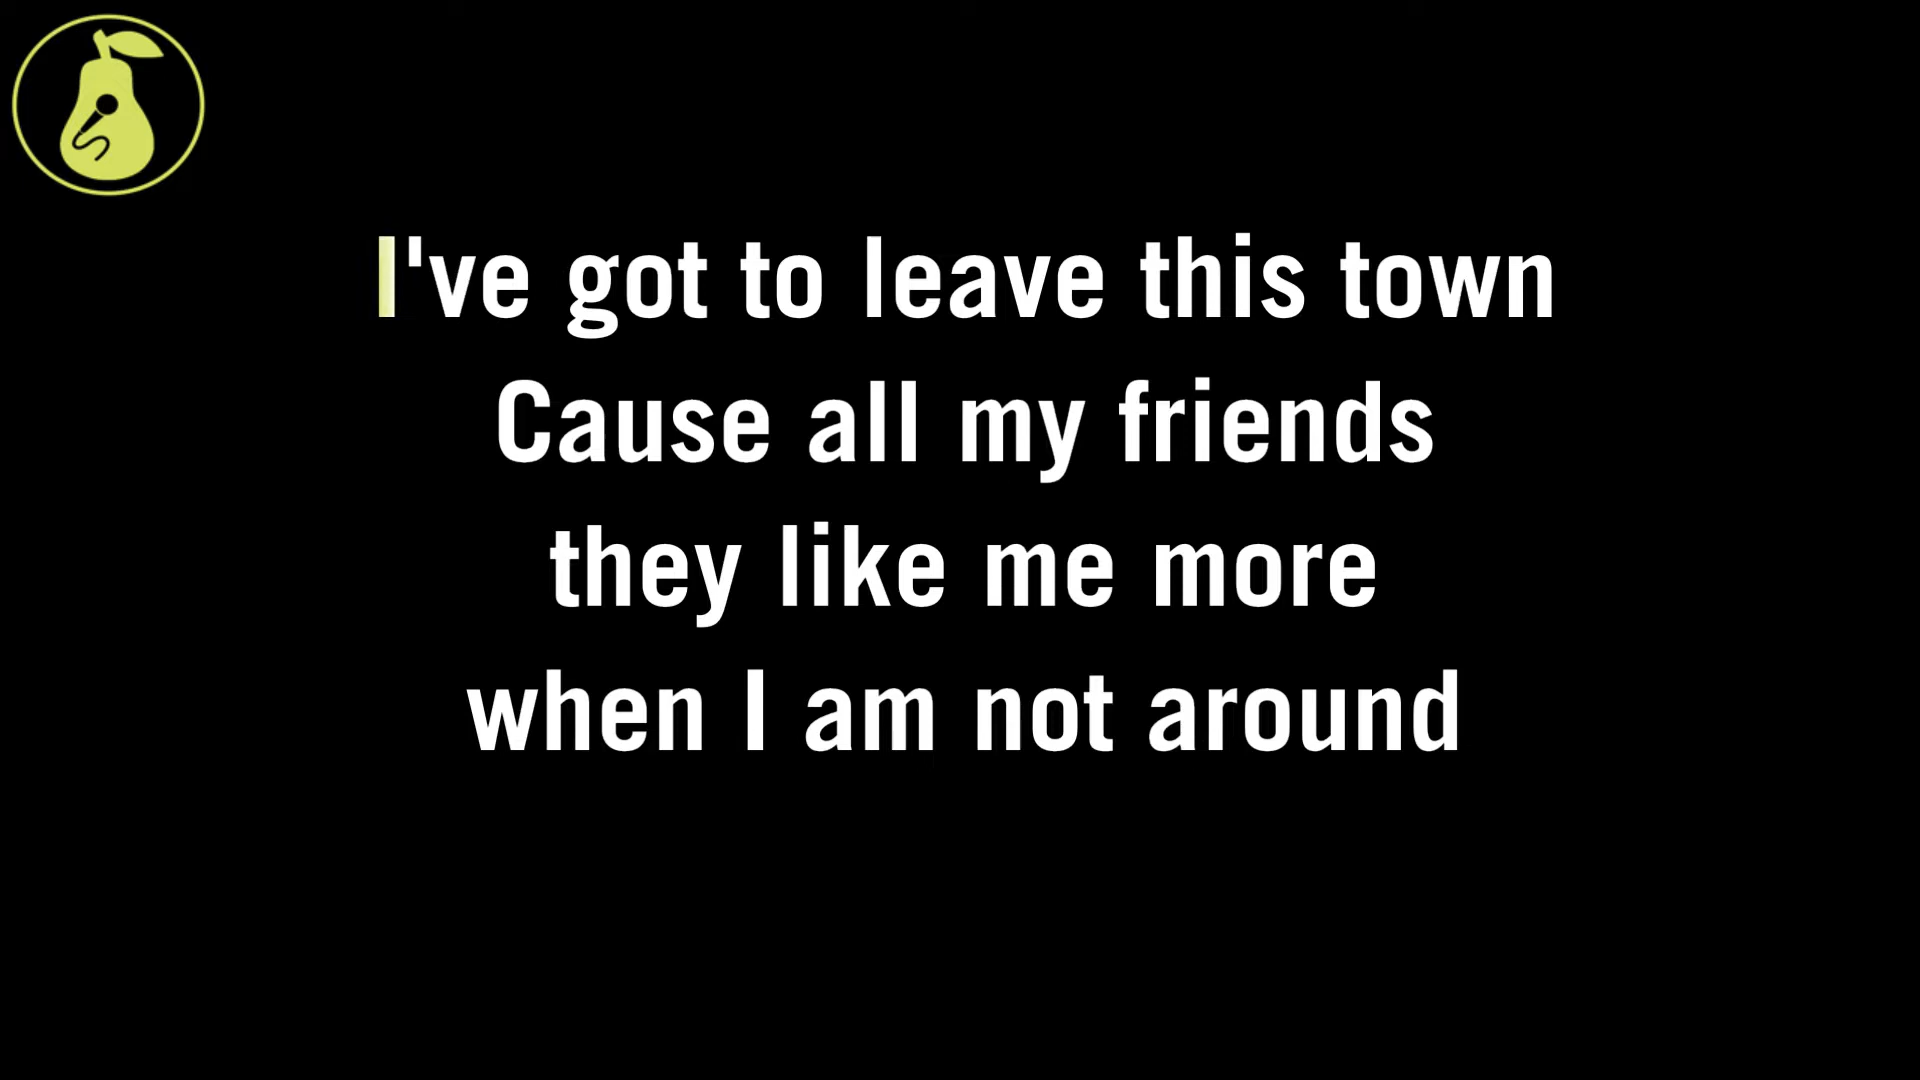 I've got to leave this town
Cause all my friends
they like me more
when I am not around